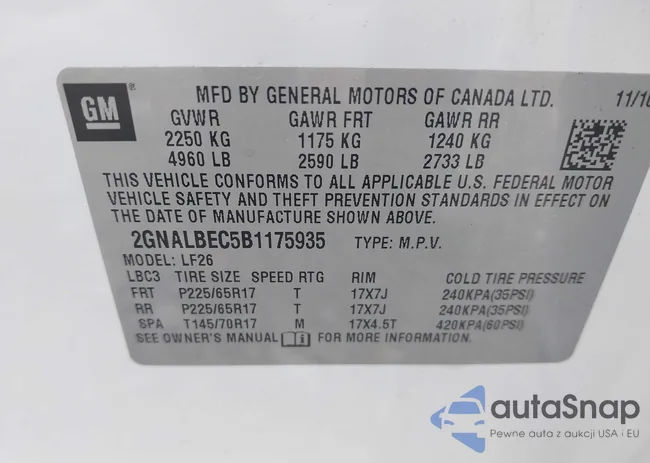 GM
MFD BY GENERAL MOTORS OF CANADA LTD. 11/10
GVWR GAWR FRT GAWR RR
2250 KG 1175 KG 1240 KG
4960 LB 2590 LB 2733 LB
THIS VEHICLE CONFORMS TO ALL APPLICABLE U.S. FEDERAL MOTOR
VEHICLE SAFETY AND THEFT PREVENTION STANDARDS IN EFFECT ON
THE DATE OF MANUFACTURE SHOWN ABOVE.
2GNALBEC5B1175935 TYPE: M.P.V.
MODEL: LF26
LBC3 TIRE SIZE SPEED RTG RIM COLD TIRE PRESSURE
FRT P225/65R17 T 17X7J 240KPA(35PSI)
RR P225/65R17 T 17X7J 240KPA(35PSI)
SPA T145/70R17 M 17X4.5T 420KPA(60PSI)
SEE OWNER'S MANUAL FOR MORE INFORMATION.
autaSnap
Pewne auta z aukcji USA i EU